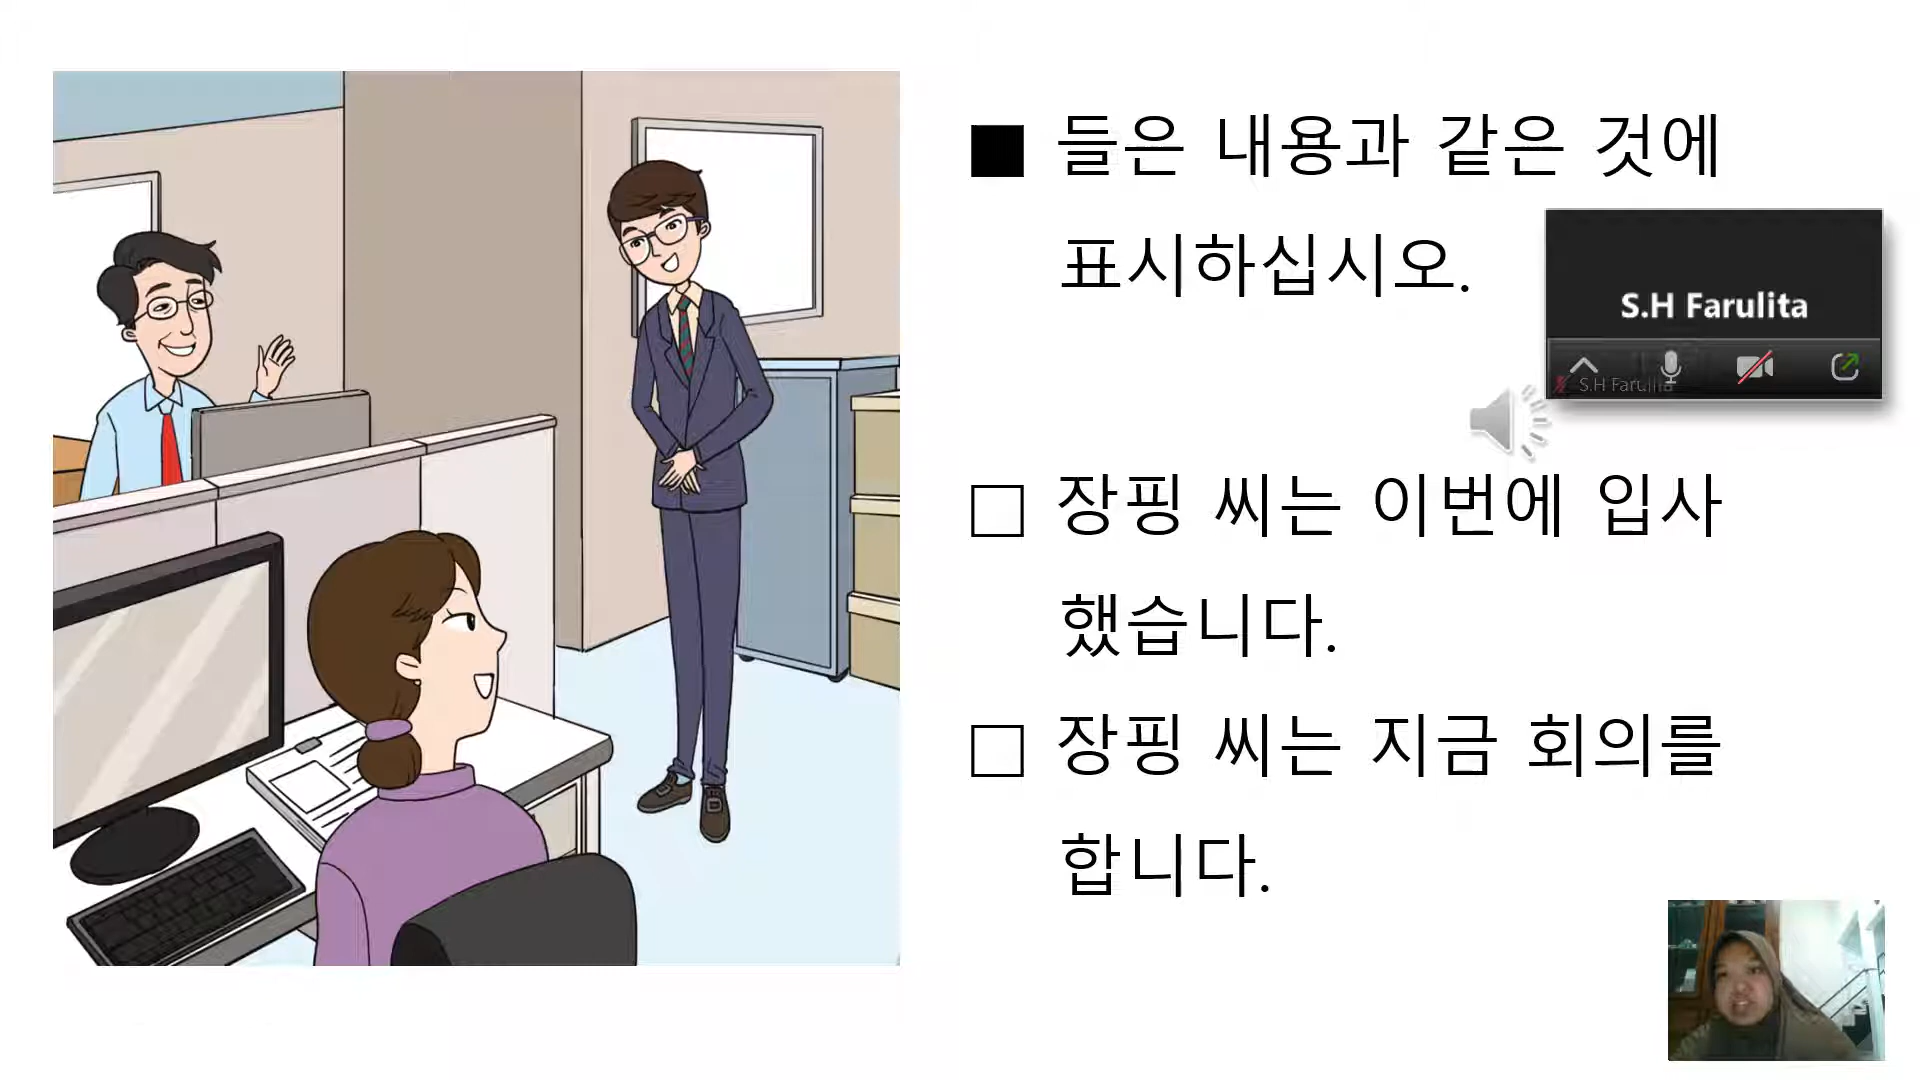 ■ 들은 내용과 같은 것에
표시하십시오.
S.H Farulita
S.H Farulita
□ 장핑 씨는 이번에 입사
했습니다.
□ 장핑 씨는 지금 회의를
합니다.